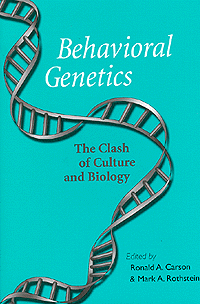 Behavioral
Genetics
The Clash
of Culture
and Biology
Edited by
Ronald A. Carson
& Mark A. Rothstein